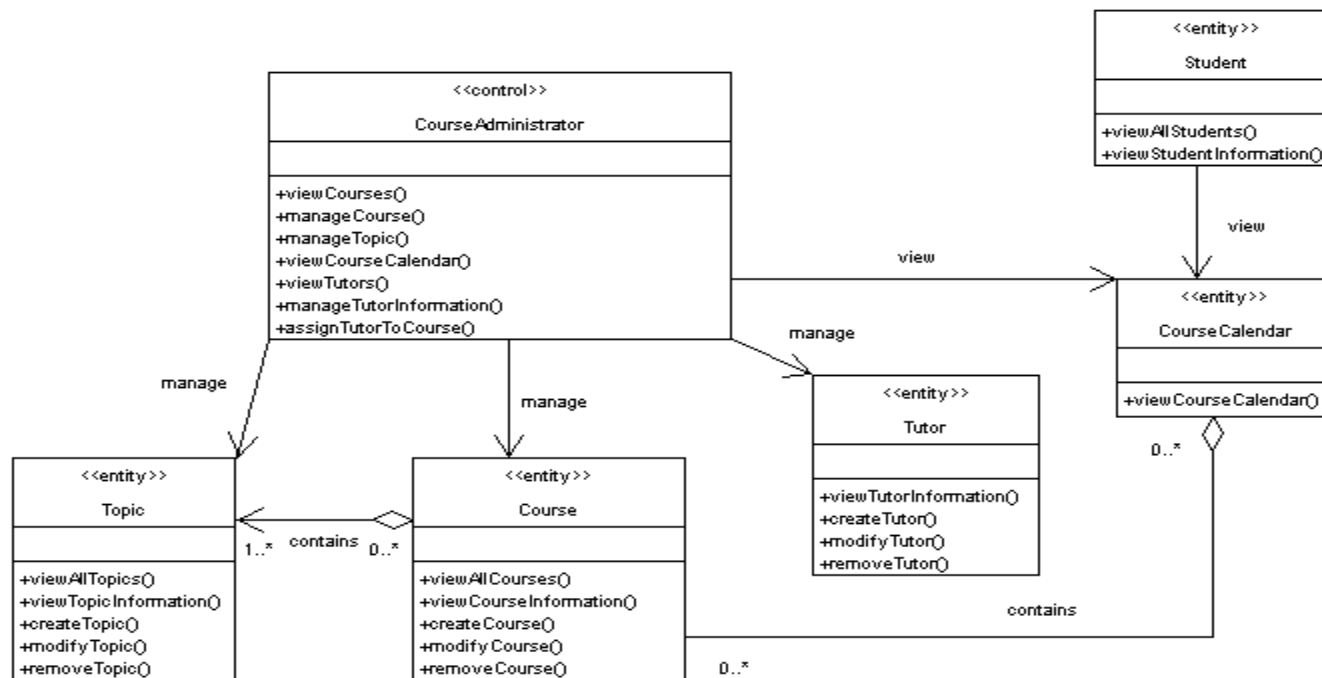 <<entity>>
Student
+viewAllStudents()
+viewStudentInformation()
<<control>>
CourseAdministrator
+viewCourses()
+manageCourse()
+manageTopic()
+viewCourseCalendar()
+viewTutors()
+manageTutorInformation()
+assignTutorToCourse()
view
view
manage
manage
manage
<<entity>>
CourseCalendar
+viewCourseCalendar()
0..*
<<entity>>
Tutor
+viewTutorInformation()
+createTutor()
+modifyTutor()
+removeTutor()
<<entity>>
Topic
+viewAllTopics()
+viewTopicInformation()
+createTopic()
+modifyTopic()
+removeTopic()
1..*
contains
0..*
<<entity>>
Course
+viewAllCourses()
+viewCourseInformation()
+createCourse()
+modifyCourse()
+removeCourse()
contains
0..*